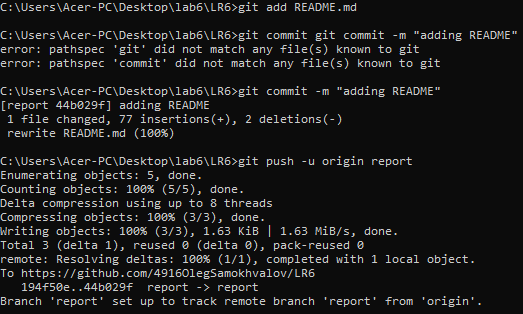 C:\Users\Acer-PC\Desktop\lab6\LR6>git add README.md
C:\Users\Acer-PC\Desktop\lab6\LR6>git commit git commit -m "adding README"
error: pathspec 'git' did not match any file(s) known to git
error: pathspec 'commit' did not match any file(s) known to git
C:\Users\Acer-PC\Desktop\lab6\LR6>git commit -m "adding README"
[report 44b029f] adding README
1 file changed, 77 insertions(+), 2 deletions(-)
rewrite README.md (100%)
C:\Users\Acer-PC\Desktop\lab6\LR6>git push -u origin report
Enumerating objects: 5, done.
Counting objects: 100% (5/5), done.
Delta compression using up to 8 threads
Compressing objects: 100% (3/3), done.
Writing objects: 100% (3/3), 1.63 KiB | 1.63 MiB/s, done.
Total 3 (delta 1), reused 0 (delta 0), pack-reused 0
remote: Resolving deltas: 100% (1/1), completed with 1 local object.
To https://github.com/4916OlegSamokhvalov/LR6
194f50e..44b029f  report -> report
Branch 'report' set up to track remote branch 'report' from 'origin'.